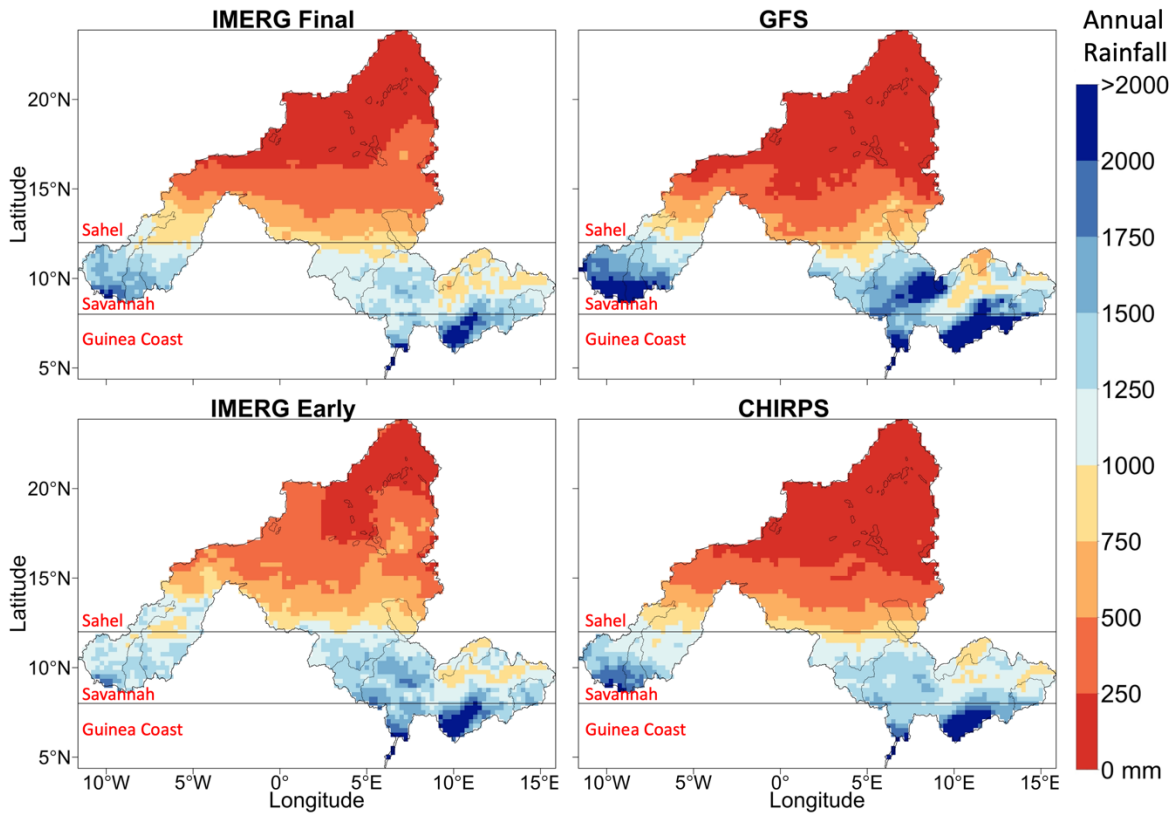 IMERG Final
GFS
Annual
Rainfall
>2000
2000
1750
1500
1250
1000
750
500
250
0 mm
Latitude
20°N
15°N
10°N
5°N
Sahel
Savannah
Guinea Coast
Sahel
Savannah
Guinea Coast
IMERG Early
CHIRPS
Latitude
20°N
15°N
10°N
5°N
Sahel
Savannah
Guinea Coast
Sahel
Savannah
Guinea Coast
10°W 5°W 0° 5°E 10°E 15°E
Longitude
10°W 5°W 0° 5°E 10°E 15°E
Longitude